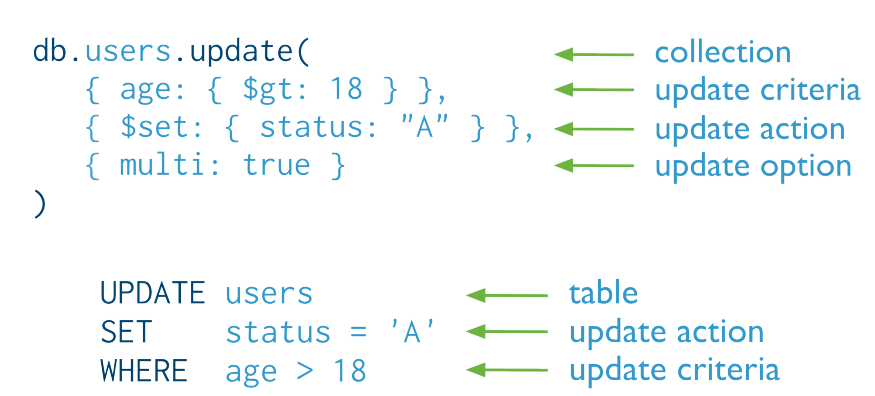 db.users.update( collection
{ age: { $gt: 18 } }, update criteria
{ $set: { status: "A" } }, update action
{ multi: true } update option
)
UPDATE users table
SET status = 'A' update action
WHERE age > 18 update criteria